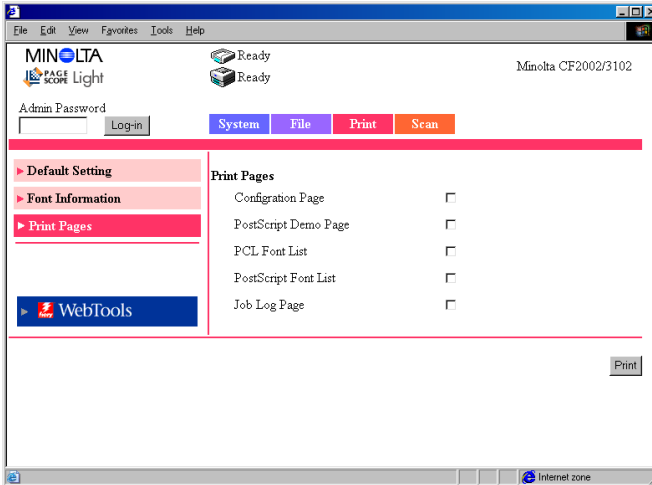 File Edit View Favorites Tools Help
MINOLTA
PAGE SCOPE Light
Ready
Ready
Minolta CF2002/3102
Admin Password
Log-in
System File Print Scan
Default Setting
Font Information
Print Pages
fiery WebTools
Print Pages
Configration Page
PostScript Demo Page
PCL Font List
PostScript Font List
Job Log Page
Print
Internet zone